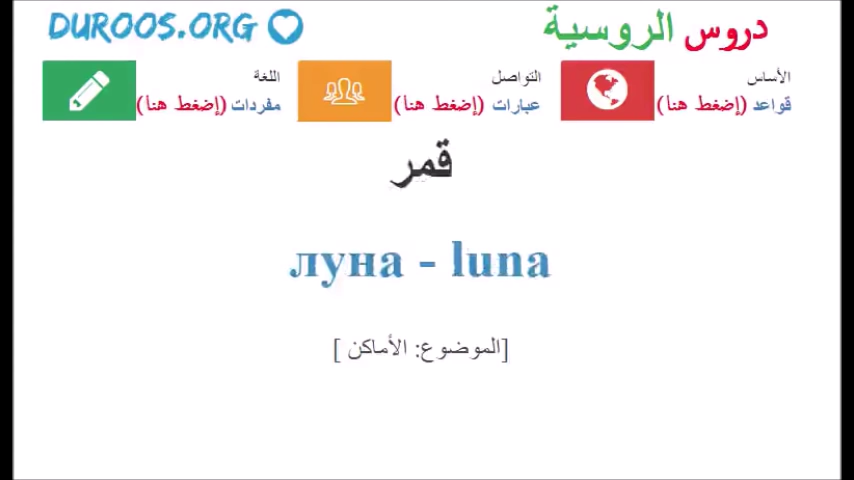 DUROOS.ORG
دروس الروسية
الأساس
قواعد (إضغط هنا)
التواصل
عبارات (إضغط هنا)
اللغة
مفردات (إضغط هنا)
قمر
луна - luna
[الموضوع: الأماكن ]